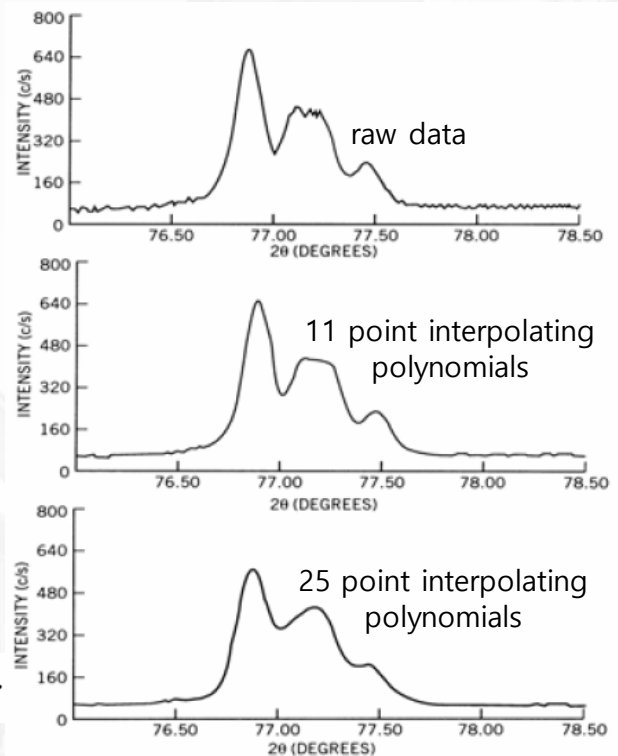 800
640
480
320
160
0
INTENSITY (c/s)
raw data
76.50 77.00 77.50 78.00 78.50
2θ (DEGREES)
800
640
480
320
160
0
INTENSITY (c/s)
11 point interpolating
polynomials
76.50 77.00 77.50 78.00 78.50
2θ (DEGREES)
800
640
480
320
160
0
INTENSITY (c/s)
25 point interpolating
polynomials
76.50 77.00 77.50 78.00 78.50
2θ (DEGREES)